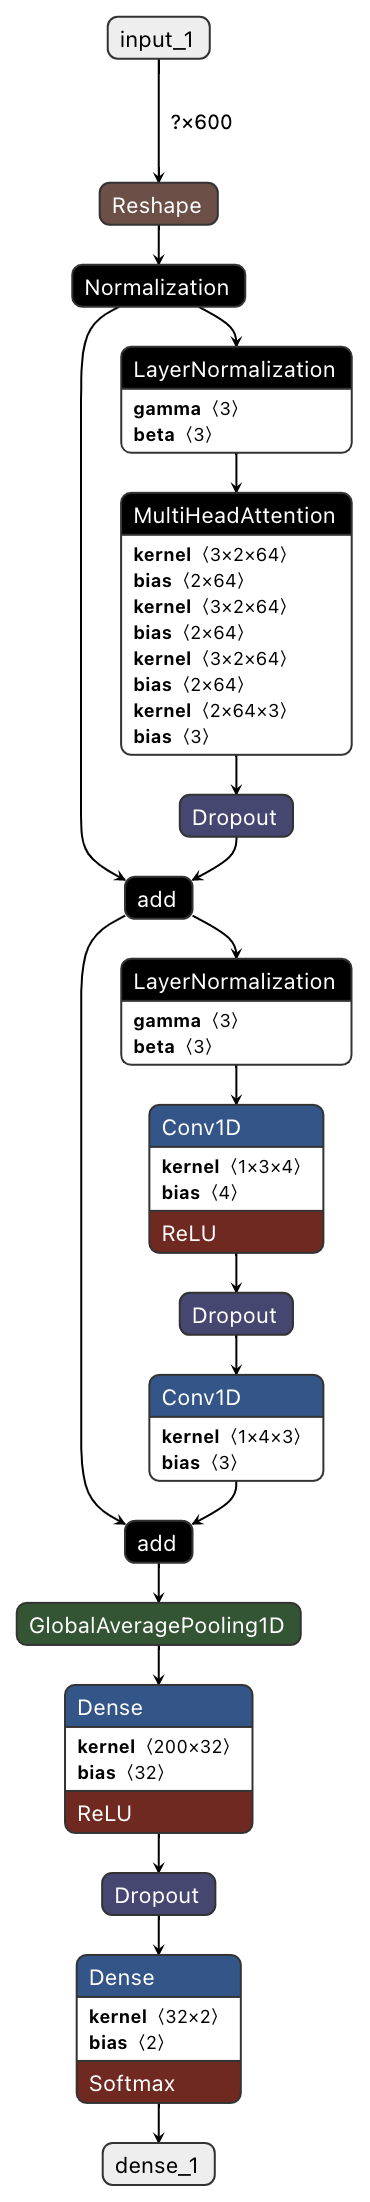 input_1
?×600
Reshape
Normalization
LayerNormalization
gamma ⟨3⟩
beta ⟨3⟩
MultiHeadAttention
kernel ⟨3×2×64⟩
bias ⟨2×64⟩
kernel ⟨3×2×64⟩
bias ⟨2×64⟩
kernel ⟨3×2×64⟩
bias ⟨2×64⟩
kernel ⟨2×64×3⟩
bias ⟨3⟩
Dropout
add
LayerNormalization
gamma ⟨3⟩
beta ⟨3⟩
Conv1D
kernel ⟨1×3×4⟩
bias ⟨4⟩
ReLU
Dropout
Conv1D
kernel ⟨1×4×3⟩
bias ⟨3⟩
add
GlobalAveragePooling1D
Dense
kernel ⟨200×32⟩
bias ⟨32⟩
ReLU
Dropout
Dense
kernel ⟨32×2⟩
bias ⟨2⟩
Softmax
dense_1